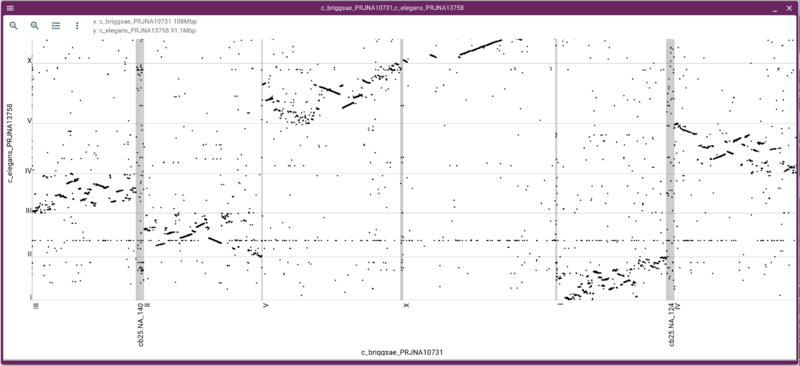 c_briggsae_PRJNA10731,c_elegans_PRJNA13758
x: c_briggsae_PRJNA10731 108Mbp
y: c_elegans_PRJNA13758 91.1Mbp
c_elegans_PRJNA13758
X
V
IV
III
II
I
III
cb25.NA_140
II
V
X
I
cb25.NA_124
IV
c_briggsae_PRJNA10731